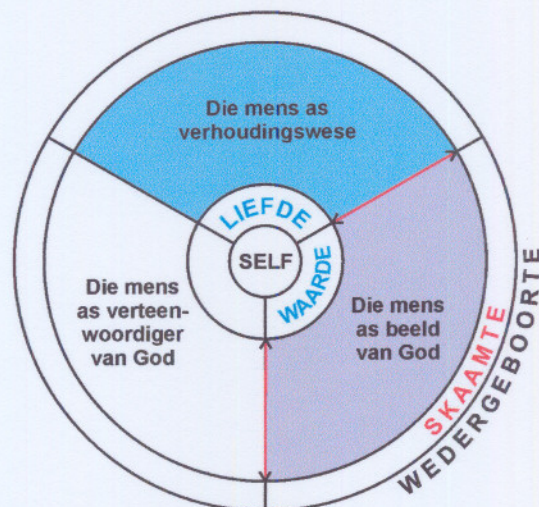 Die mens as
verhoudingswese
LIEFDE
SELF
WAARDE
Die mens
as verteen-
woordiger
van God
Die mens
as beeld
van God
SKAAMTE
WEDERGEBOORTE